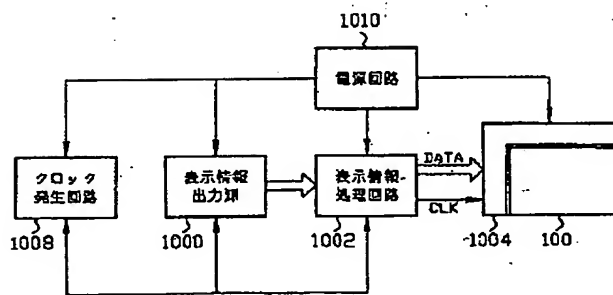 1010
電源回路
クロック
発生回路
表示情報
出力源
表示情報
処理回路
DATA
CLK
1008
1000
1002
1004
100